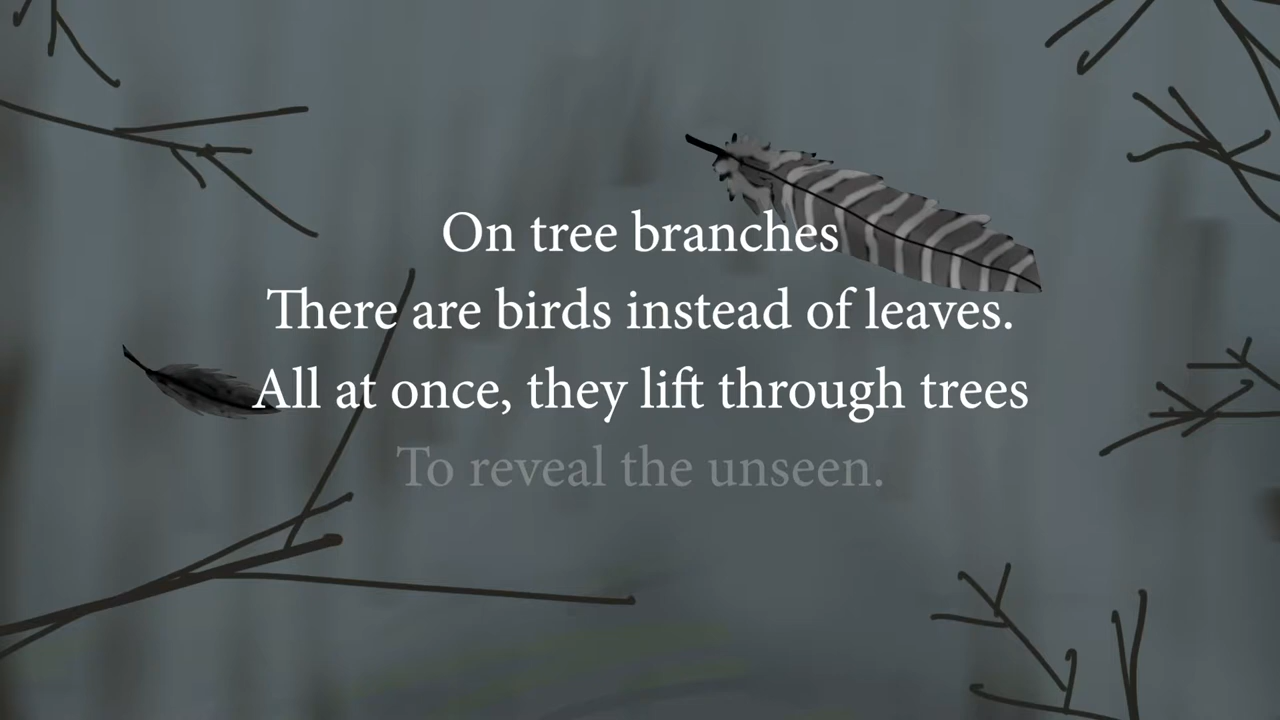 On tree branches
There are birds instead of leaves.
All at once, they lift through trees
To reveal the unseen.